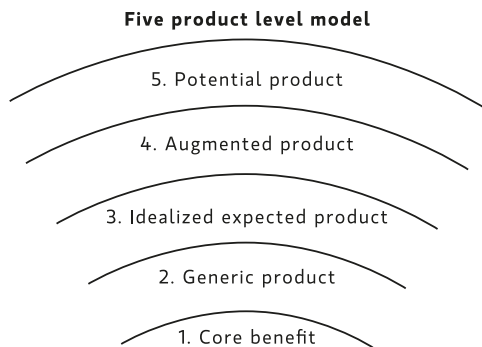 Five product level model
5. Potential product
4. Augmented product
3. Idealized expected product
2. Generic product
1. Core benefit